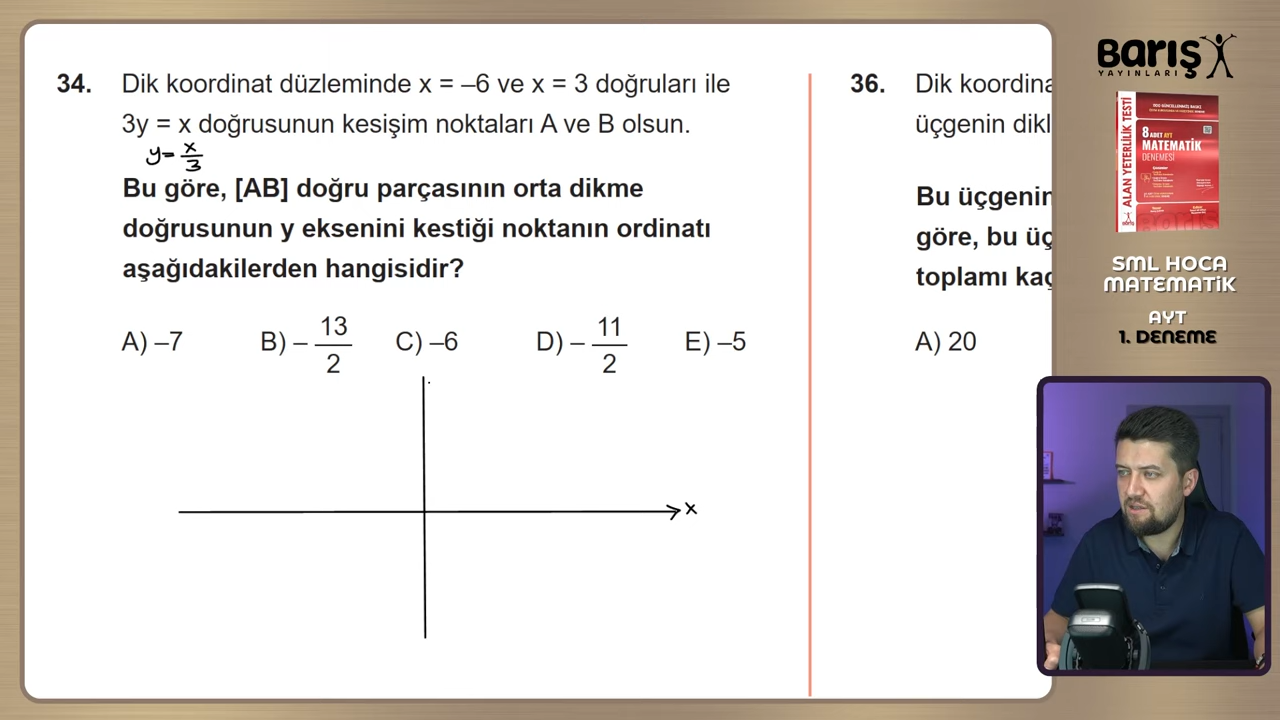 34. Dik koordinat düzleminde x = –6 ve x = 3 doğruları ile
3y = x doğrusunun kesişim noktaları A ve B olsun.
y = x/3
Bu göre, [AB] doğru parçasının orta dikme
doğrusunun y eksenini kestiği noktanın ordinatı
aşağıdakilerden hangisidir?
A) –7 B) – 13/2 C) –6 D) – 11/2 E) –5
x
36. Dik koordina
üçgenin dikl
Bu üçgenin
göre, bu üç
toplamı kaç
A) 20
Barış
YAYINLARI
ALAN YETERLİLİK TESTİ
8 ADET AYT
MATEMATİK
DENEMESİ
Barış
SML HOCA
MATEMATİK
AYT
1. DENEME